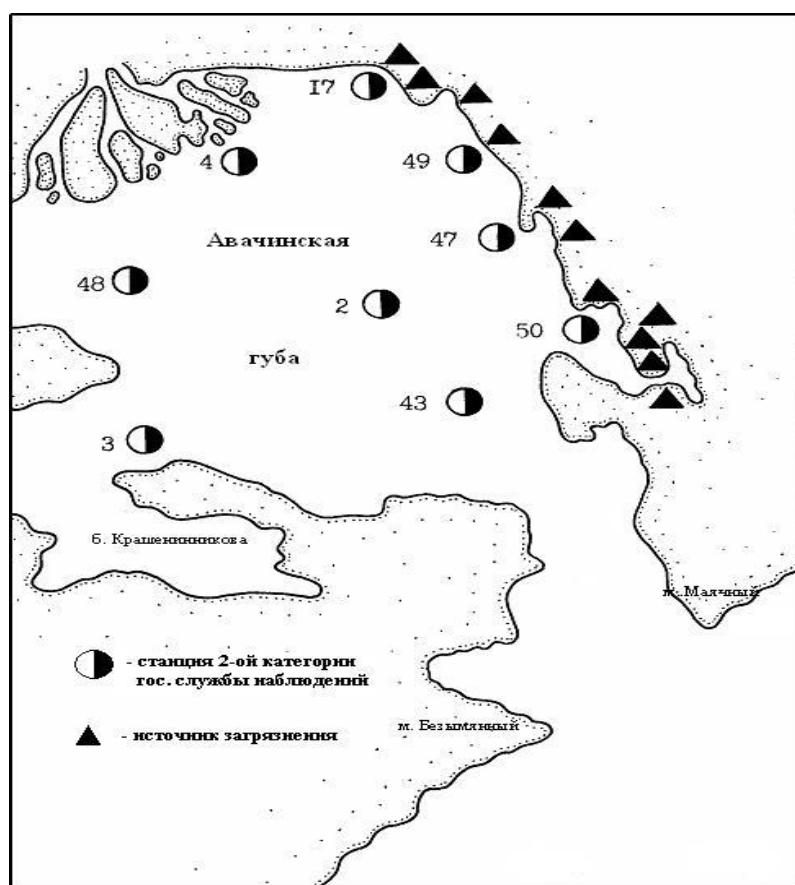 17
4
49
Авачинская
47
48
2
50
губа
43
3
б. Крашенинникова
м. Маячный
- станция 2-ой категории
гос. службы наблюдений
м. Безымянный
- источник загрязнения